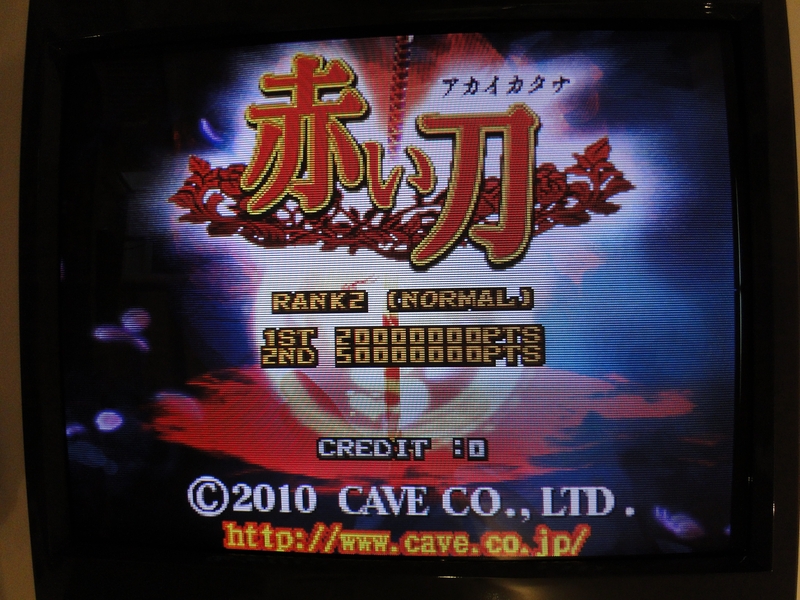 アカイカタナ
赤い刀
RANK2 (NORMAL)
1ST 20000000PTS
2ND 50000000PTS
CREDIT :0
©2010 CAVE CO., LTD.
http://www.cave.co.jp/